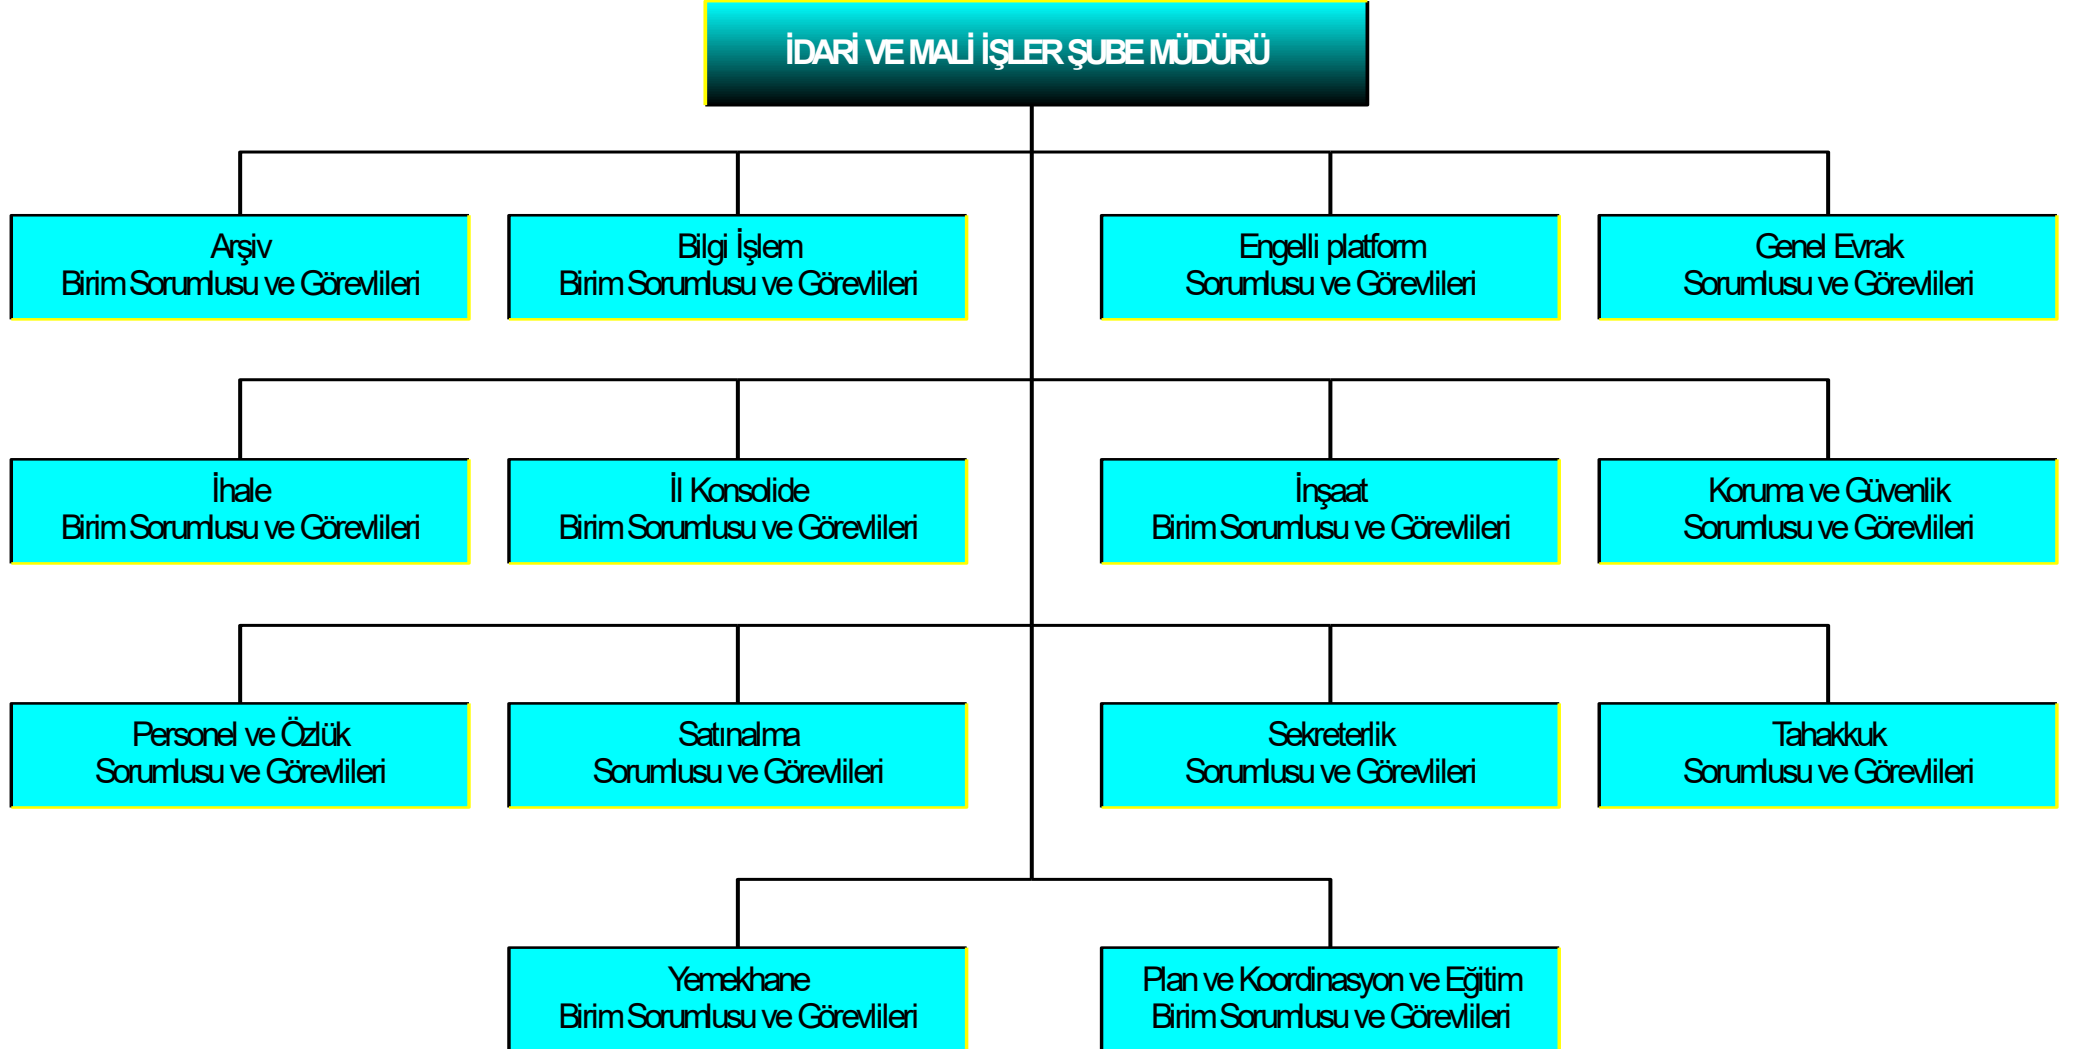 İDARİ VE MALİ İŞLER ŞUBE MÜDÜRÜ
Arşiv
Birim Sorumlusu ve Görevlileri
Bilgi İşlem
Birim Sorumlusu ve Görevlileri
Engelli platform
Sorumlusu ve Görevlileri
Genel Evrak
Sorumlusu ve Görevlileri
İhale
Birim Sorumlusu ve Görevlileri
İl Konsolide
Birim Sorumlusu ve Görevlileri
İnşaat
Birim Sorumlusu ve Görevlileri
Koruma ve Güvenlik
Sorumlusu ve Görevlileri
Personel ve Özlük
Sorumlusu ve Görevlileri
Satınalma
Sorumlusu ve Görevlileri
Sekreterlik
Sorumlusu ve Görevlileri
Tahakkuk
Sorumlusu ve Görevlileri
Yemekhane
Birim Sorumlusu ve Görevlileri
Plan ve Koordinasyon ve Eğitim
Birim Sorumlusu ve Görevlileri